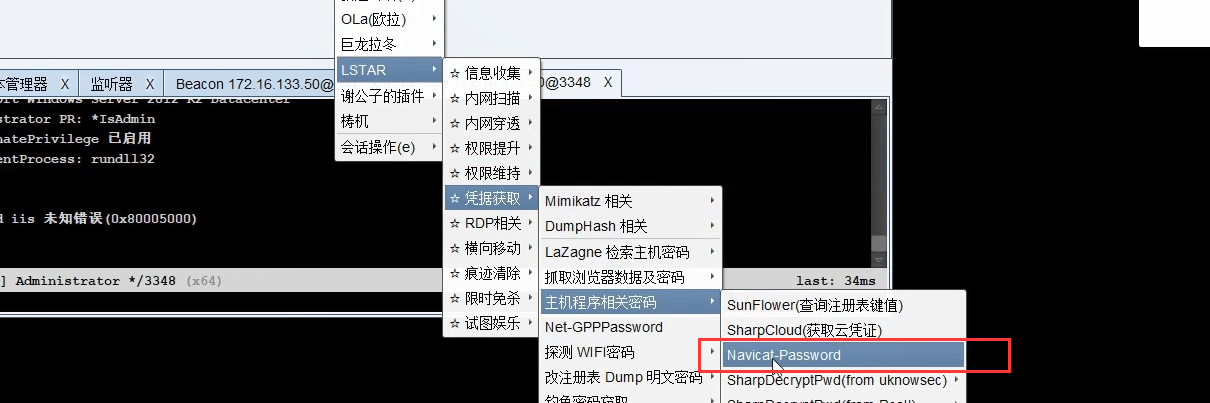 OLa(欧拉)
巨龙拉冬
LSTAR
谢公子的插件
梼杌
会话操作(e)
本管理器 X
监听器 X
Beacon 172.16.133.50@
0@3348 X
ort Windows Server 2012 R2 Datacenter
strator PR: *IsAdmin
natePrivilege 已启用
entProcess: rundll32
d iis 未知错误(0x80005000)
] Administrator */3348 (x64)
last: 34ms
☆ 信息收集
☆ 内网扫描
☆ 内网穿透
☆ 权限提升
☆ 权限维持
☆ 凭据获取
☆ RDP相关
☆ 横向移动
☆ 痕迹清除
☆ 限时免杀
☆ 试图娱乐
Mimikatz 相关
DumpHash 相关
LaZagne 检索主机密码
抓取浏览器数据及密码
主机程序相关密码
Net-GPPPassword
探测 WIFI密码
改注册表 Dump 明文密码
钓鱼密码窃取
SunFlower(查询注册表键值)
SharpCloud(获取云凭证)
Navicat-Password
SharpDecryptPwd(from uknowsec)